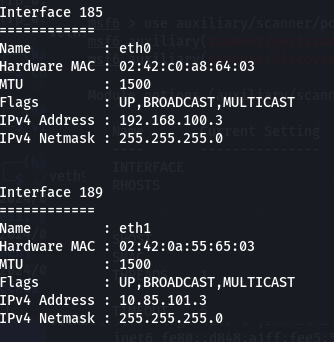 Interface 185
============
Name : eth0
Hardware MAC : 02:42:c0:a8:64:03
MTU : 1500
Flags : UP,BROADCAST,MULTICAST
IPv4 Address : 192.168.100.3
IPv4 Netmask : 255.255.255.0
Interface 189
============
Name : eth1
Hardware MAC : 02:42:0a:55:65:03
MTU : 1500
Flags : UP,BROADCAST,MULTICAST
IPv4 Address : 10.85.101.3
IPv4 Netmask : 255.255.255.0